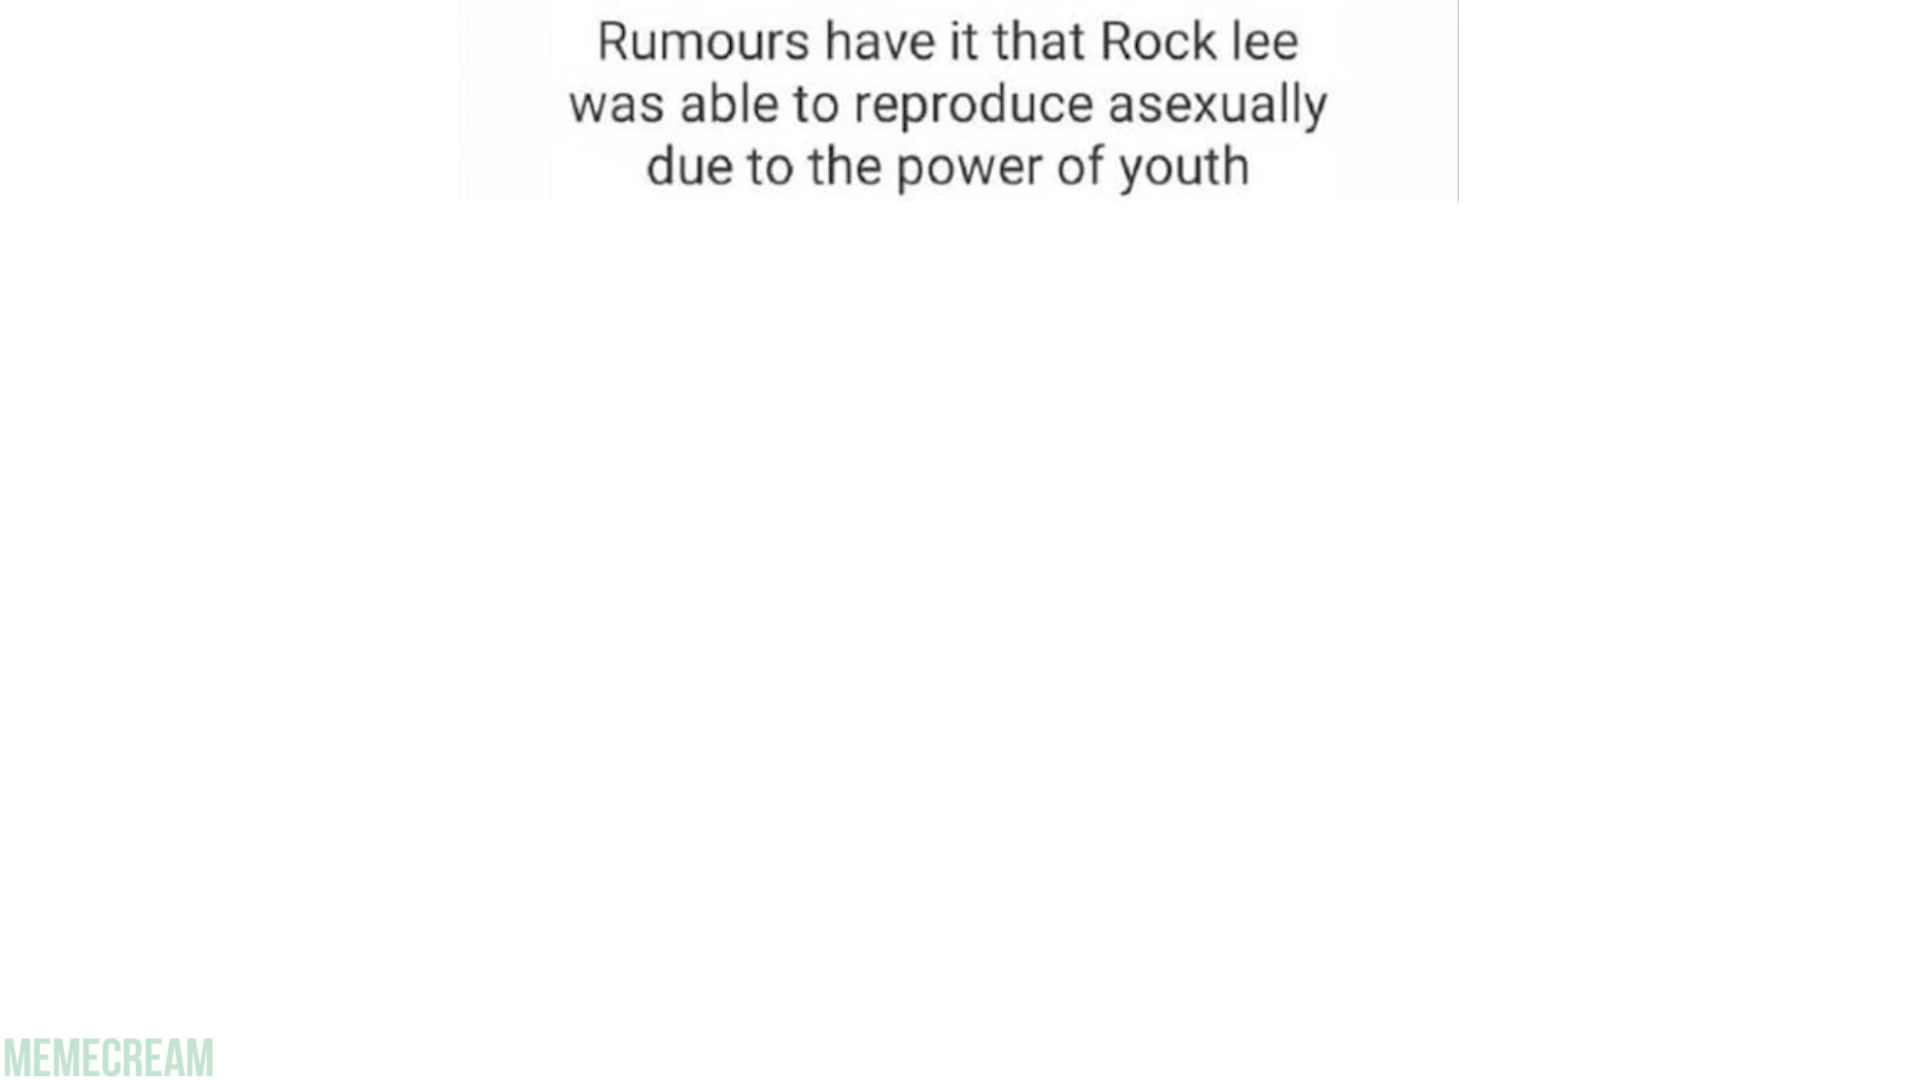 Rumours have it that Rock lee
was able to reproduce asexually
due to the power of youth
MEMECREAM